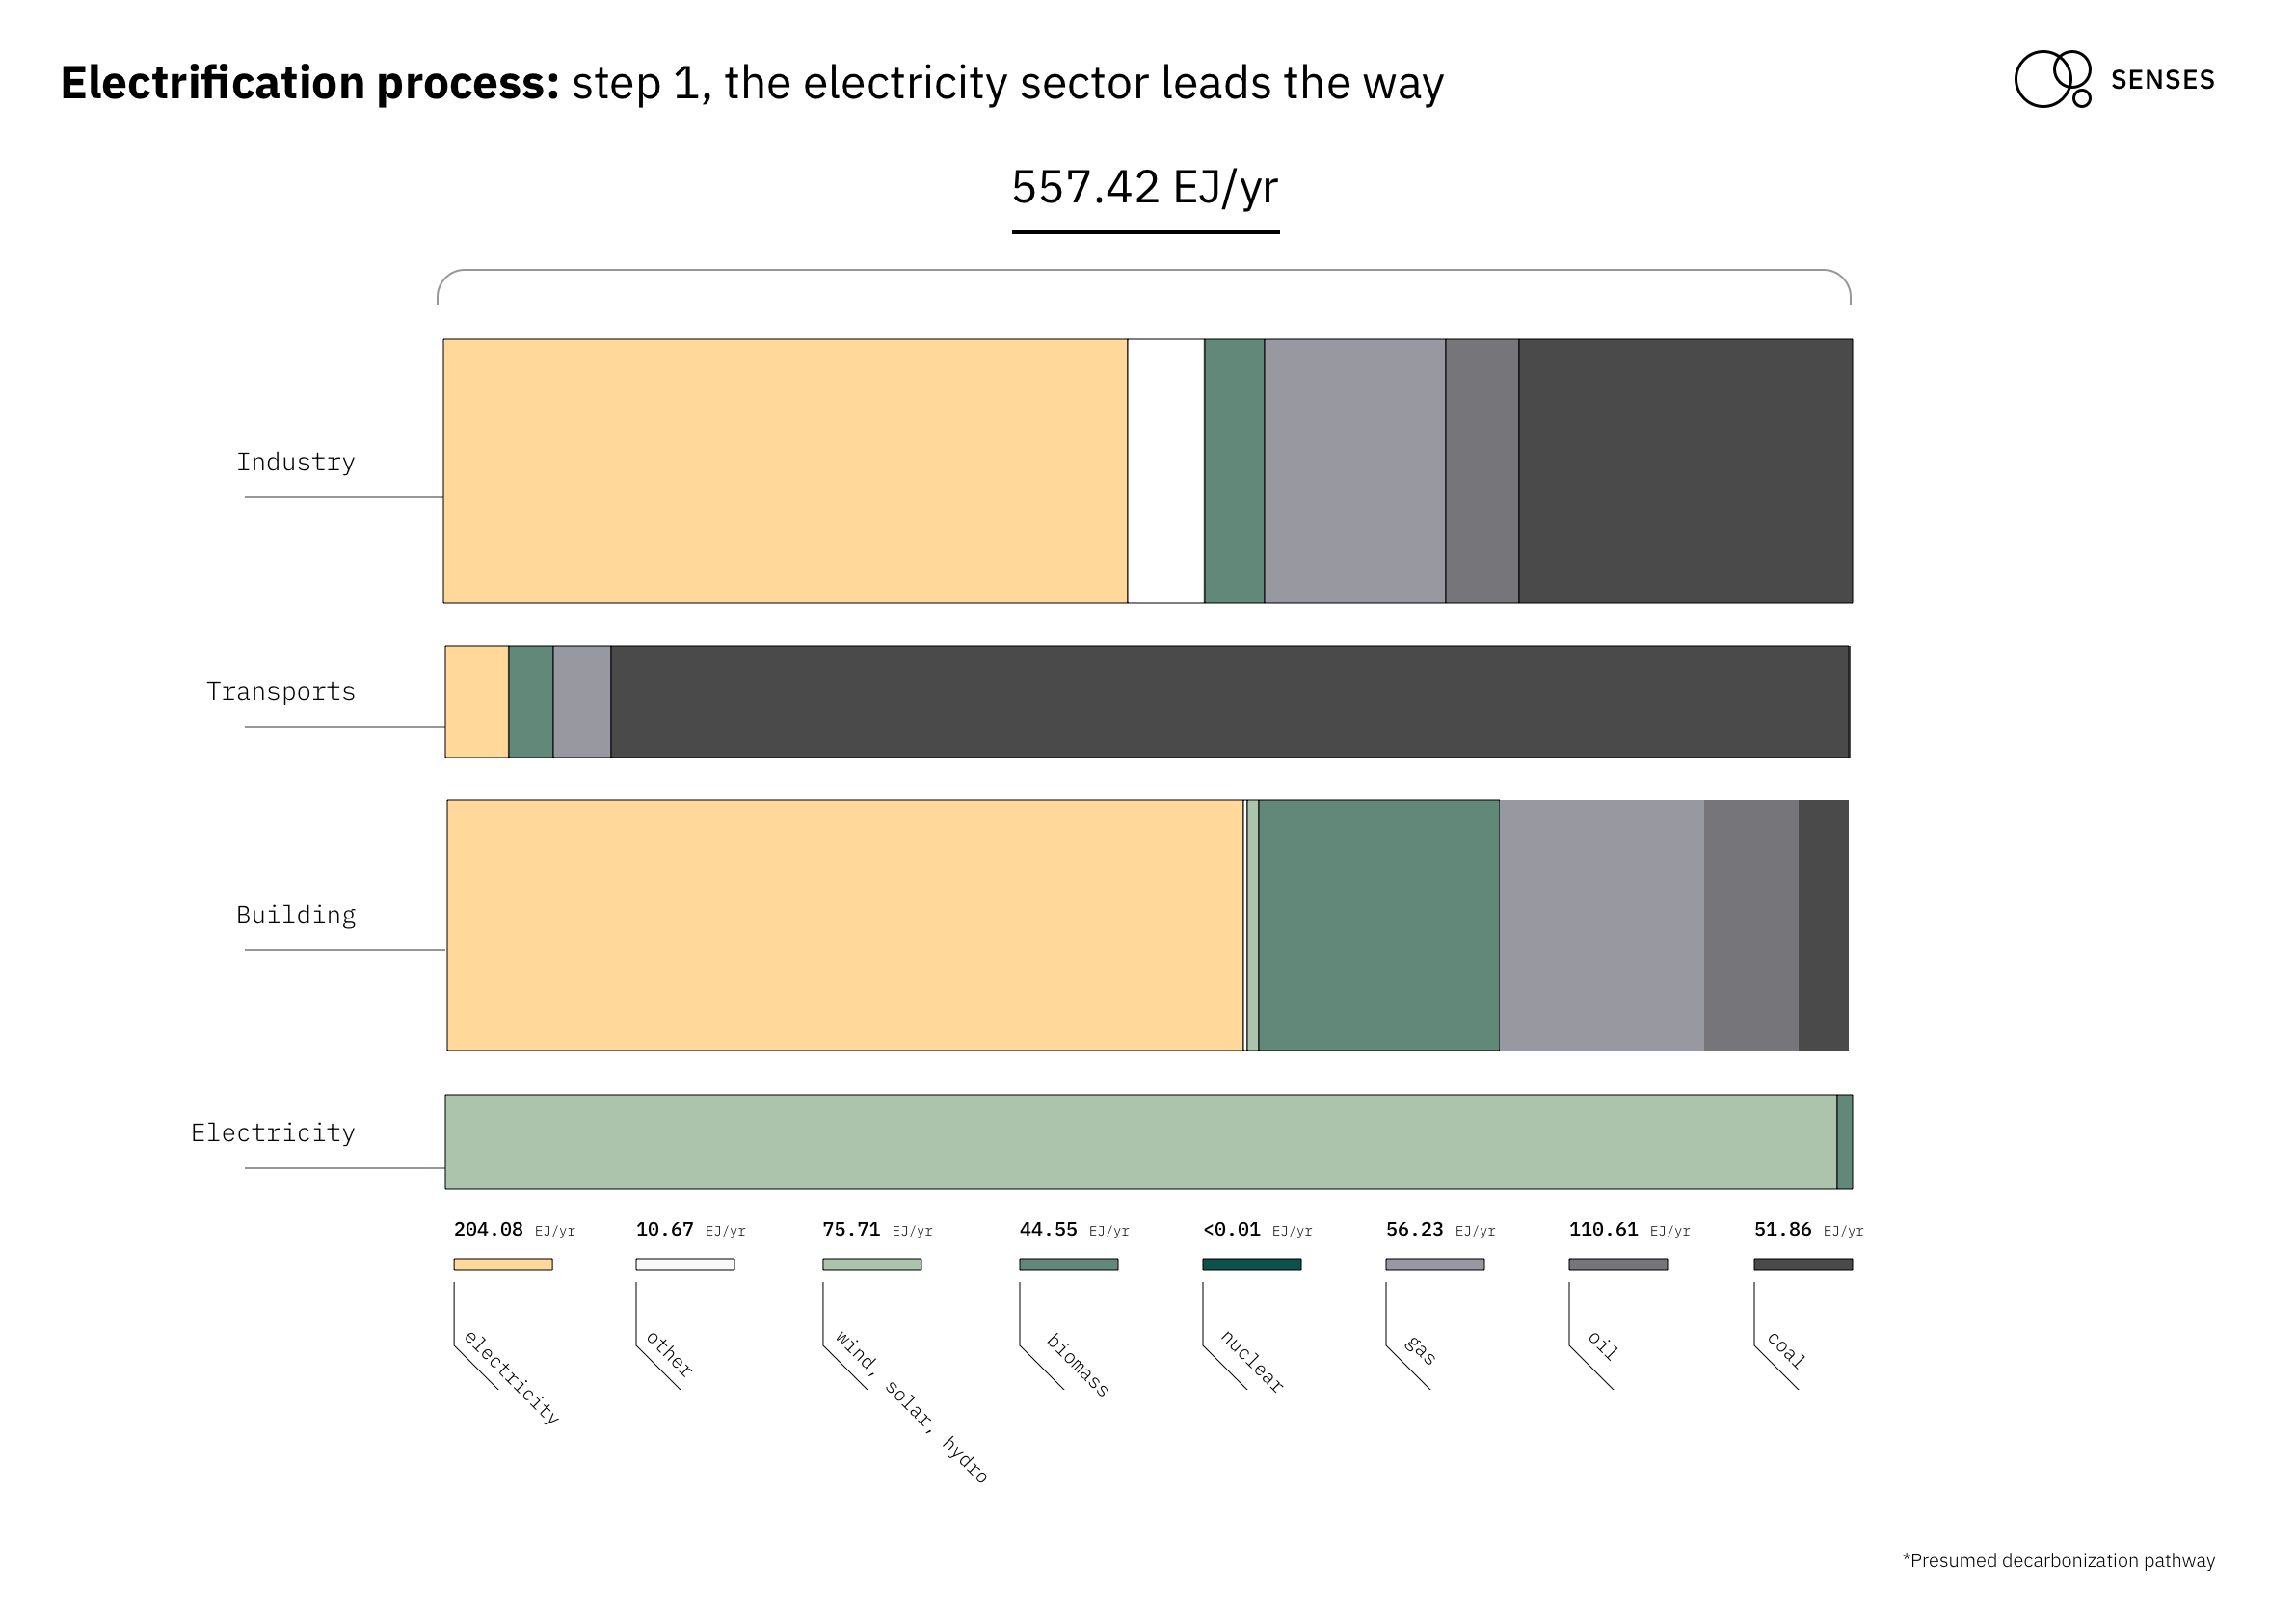 Electrification process: step 1, the electricity sector leads the way
SENSES
557.42 EJ/yr
Industry
Transports
Building
Electricity
204.08 EJ/yr
10.67 EJ/yr
75.71 EJ/yr
44.55 EJ/yr
<0.01 EJ/yr
56.23 EJ/yr
110.61 EJ/yr
51.86 EJ/yr
electricity
other
wind, solar, hydro
biomass
nuclear
gas
oil
coal
*Presumed decarbonization pathway